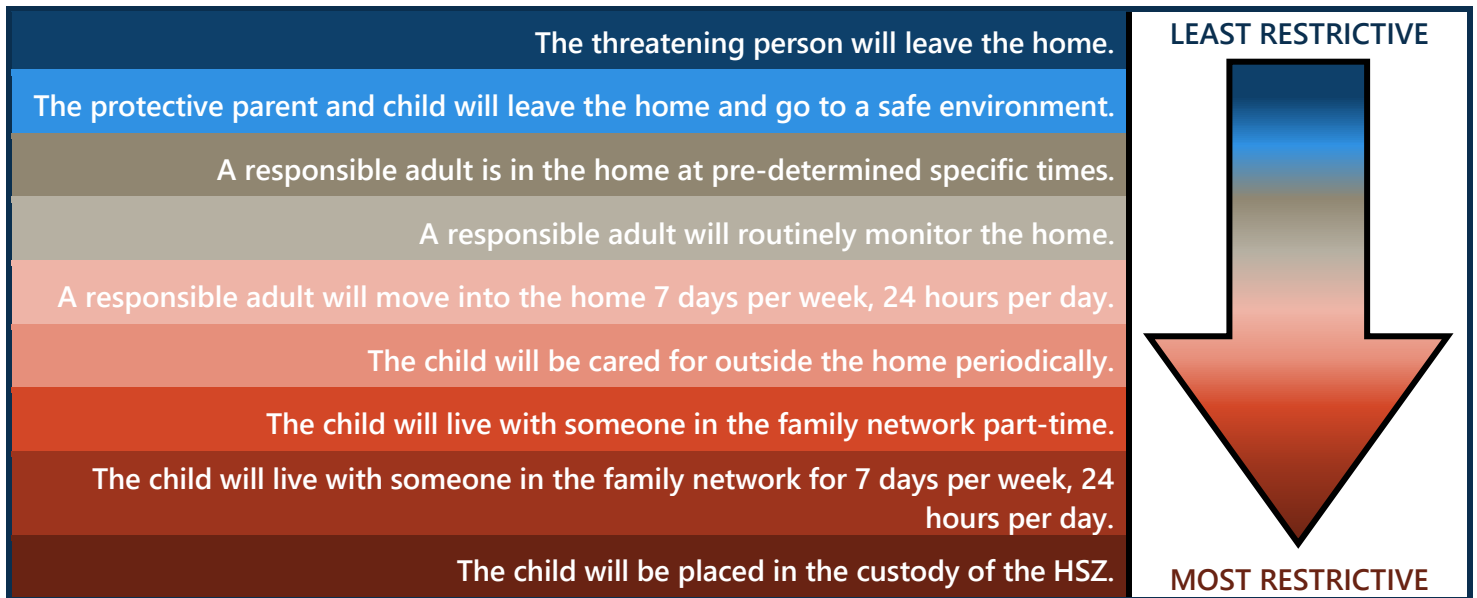 The threatening person will leave the home.
LEAST RESTRICTIVE
The protective parent and child will leave the home and go to a safe environment.
A responsible adult is in the home at pre-determined specific times.
A responsible adult will routinely monitor the home.
A responsible adult will move into the home 7 days per week, 24 hours per day.
The child will be cared for outside the home periodically.
The child will live with someone in the family network part-time.
The child will live with someone in the family network for 7 days per week, 24
hours per day.
The child will be placed in the custody of the HSZ.
MOST RESTRICTIVE